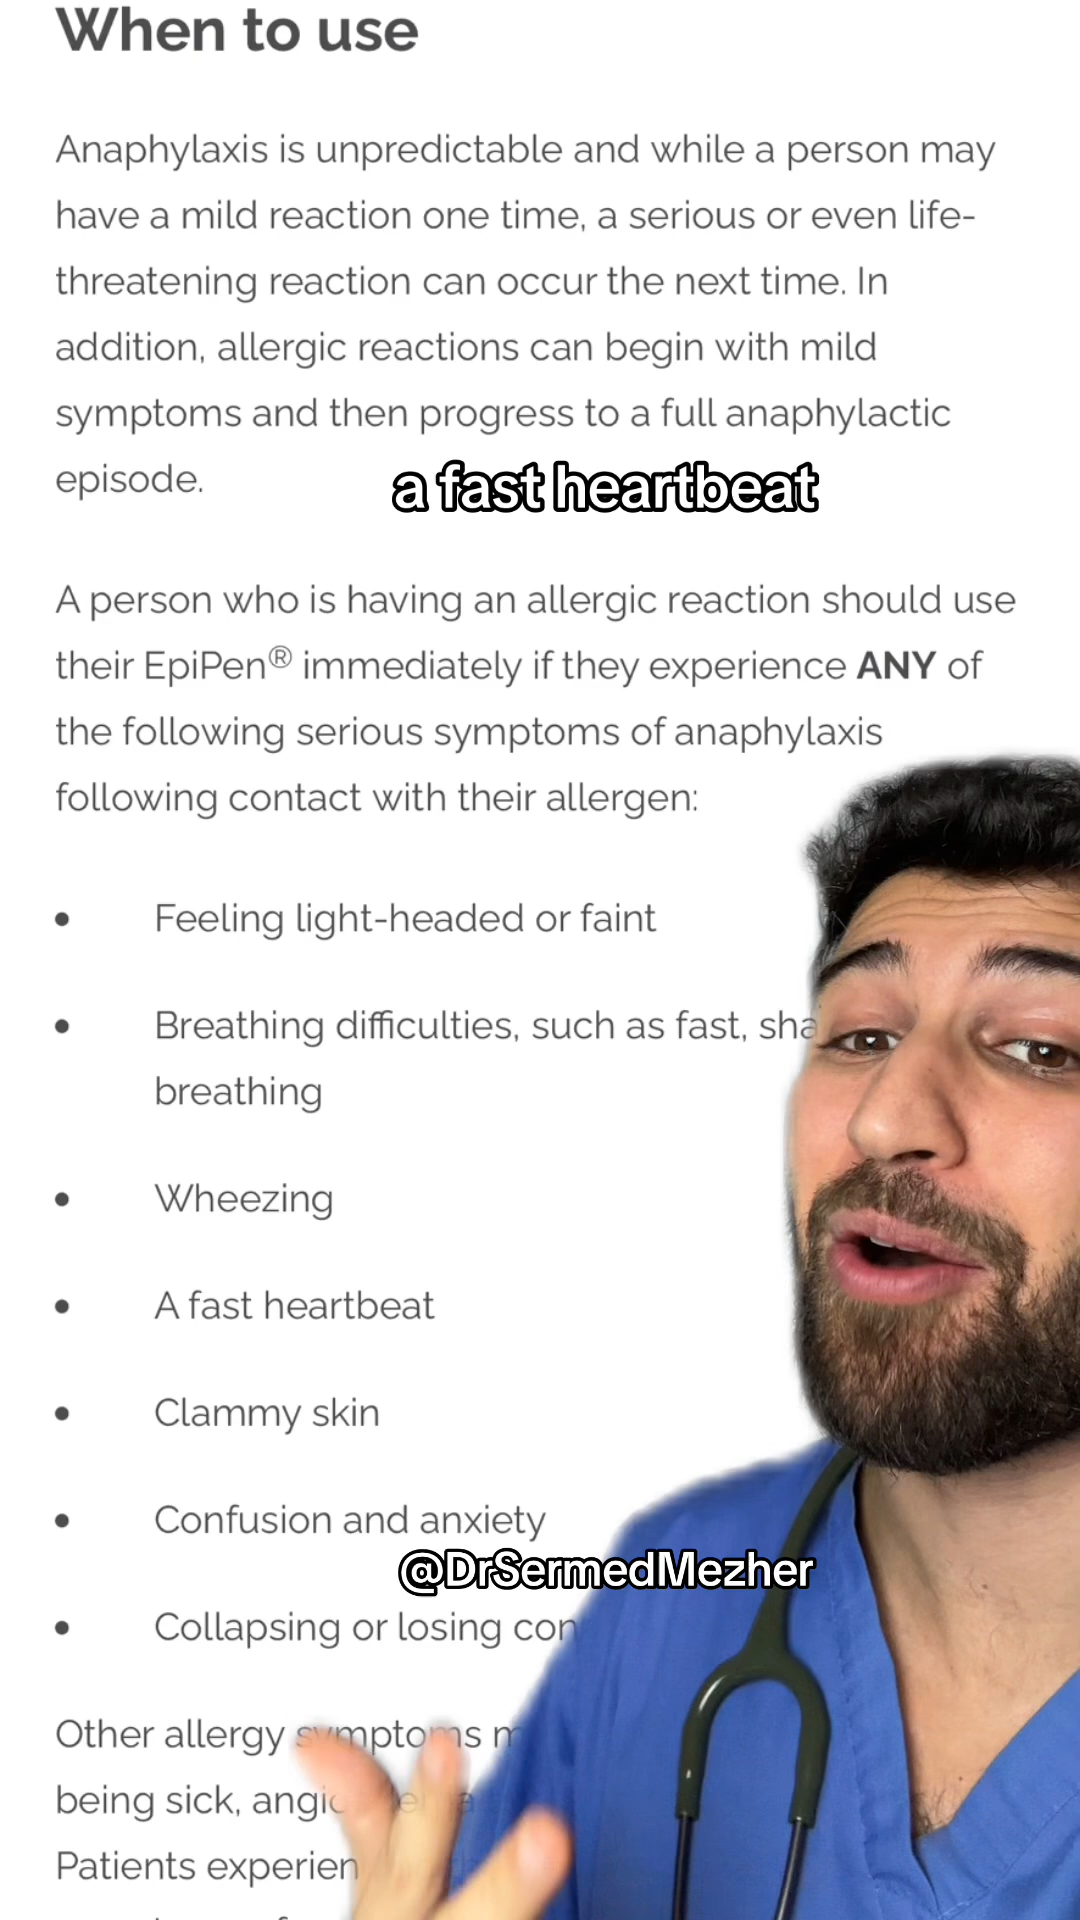 When to use
Anaphylaxis is unpredictable and while a person may
have a mild reaction one time, a serious or even life-
threatening reaction can occur the next time. In
addition, allergic reactions can begin with mild
symptoms and then progress to a full anaphylactic
episode.
a fast heartbeat
A person who is having an allergic reaction should use
their EpiPen® immediately if they experience ANY of
the following serious symptoms of anaphylaxis
following contact with their allergen:
• Feeling light-headed or faint
• Breathing difficulties, such as fast,
breathing
• Wheezing
• A fast heartbeat
• Clammy skin
• Confusion and anxiety
@DrSermedMezher
• Collapsing or losing
Other allergy symptoms
being sick,
Patients